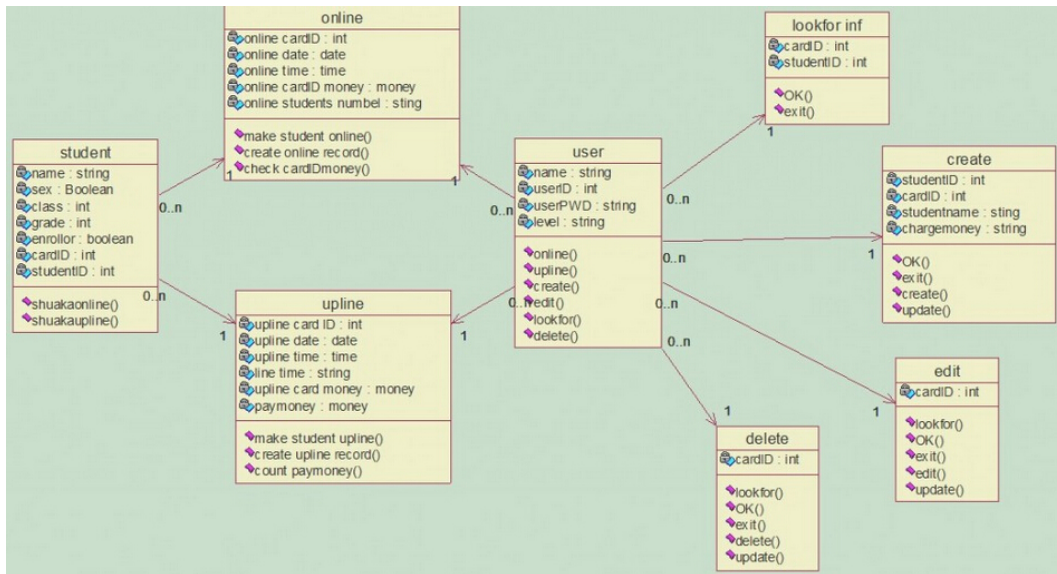 online
online cardID : int
online date : date
online time : time
online cardID money : money
online students numbel : sting
make student online()
create online record()
check cardIDmoney()
1
1
lookfor inf
cardID : int
studentID : int
OK()
exit()
1
student
name : string
sex : Boolean
class : int
grade : int
enrollor : boolean
cardID : int
studentID : int
shuakaonline()
shuakaupline()
0..n
0..n
user
name : string
userID : int
userPWD : string
level : string
online()
upline()
create()
edit()
lookfor()
delete()
0..n
0..n
0..n
0..n
0..n
0..n
create
studentID : int
cardID : int
studentname : sting
chargemoney : string
OK()
exit()
create()
update()
1
upline
upline card ID : int
upline date : date
upline time : time
line time : string
upline card money : money
paymoney : money
make student upline()
create upline record()
count paymoney()
1
1
edit
cardID : int
lookfor()
OK()
exit()
edit()
update()
1
delete
cardID : int
lookfor()
OK()
exit()
delete()
update()
1